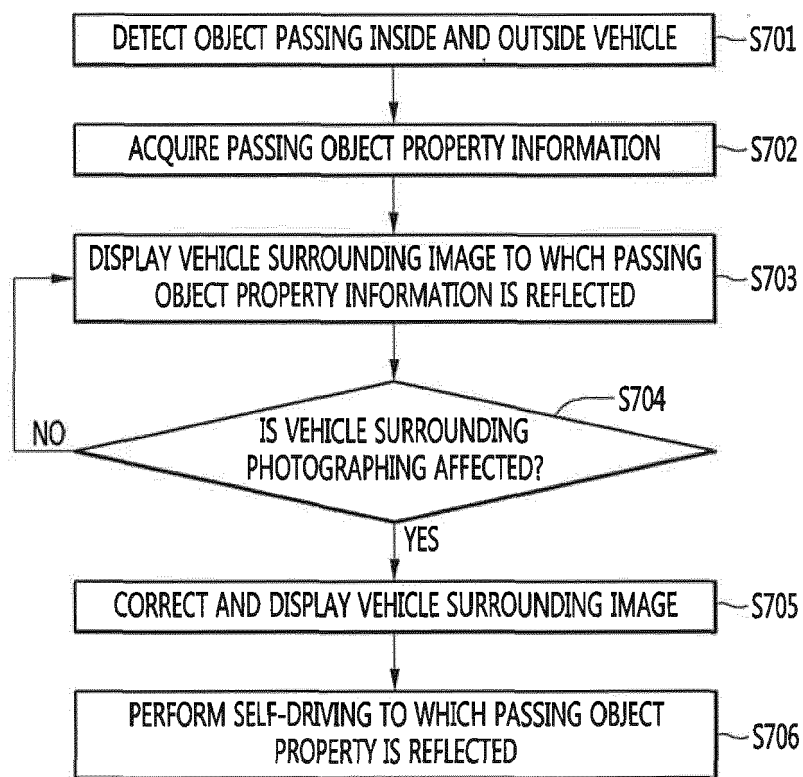 DETECT OBJECT PASSING INSIDE AND OUTSIDE VEHICLE
S701
ACQUIRE PASSING OBJECT PROPERTY INFORMATION
S702
DISPLAY VEHICLE SURROUNDING IMAGE TO WHCH PASSING
OBJECT PROPERTY INFORMATION IS REFLECTED
S703
S704
IS VEHICLE SURROUNDING
PHOTOGRAPHING AFFECTED?
NO
YES
CORRECT AND DISPLAY VEHICLE SURROUNDING IMAGE
S705
PERFORM SELF-DRIVING TO WHICH PASSING OBJECT
PROPERTY IS REFLECTED
S706